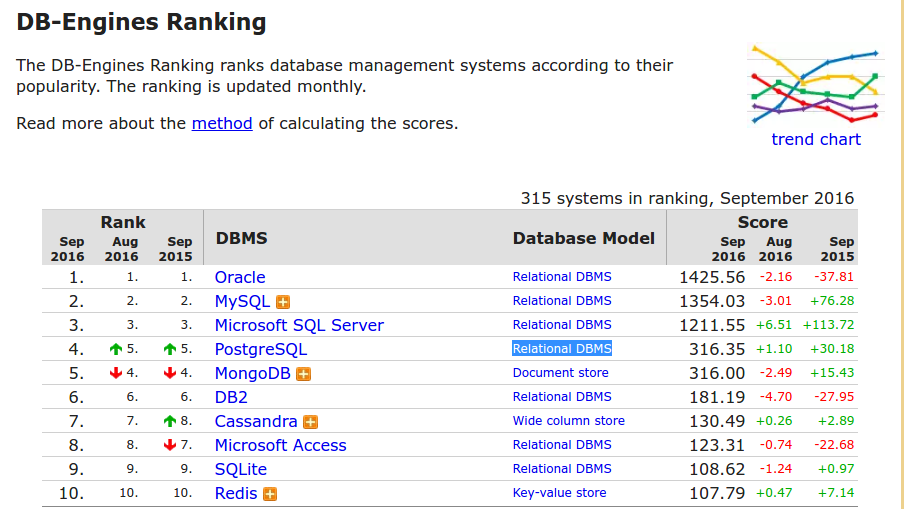 DB-Engines Ranking
The DB-Engines Ranking ranks database management systems according to their
popularity. The ranking is updated monthly.
Read more about the method of calculating the scores.
trend chart
315 systems in ranking, September 2016
Rank DBMS Database Model Score
Sep 2016 Aug 2016 Sep 2015 Sep 2016 Aug 2016 Sep 2015
1. 1. 1. Oracle Relational DBMS 1425.56 -2.16 -37.81
2. 2. 2. MySQL Relational DBMS 1354.03 -3.01 +76.28
3. 3. 3. Microsoft SQL Server Relational DBMS 1211.55 +6.51 +113.72
4. 5. 5. PostgreSQL Relational DBMS 316.35 +1.10 +30.18
5. 4. 4. MongoDB Document store 316.00 -2.49 +15.43
6. 6. 6. DB2 Relational DBMS 181.19 -4.70 -27.95
7. 7. 8. Cassandra Wide column store 130.49 +0.26 +2.89
8. 8. 7. Microsoft Access Relational DBMS 123.31 -0.74 -22.68
9. 9. 9. SQLite Relational DBMS 108.62 -1.24 +0.97
10. 10. 10. Redis Key-value store 107.79 +0.47 +7.14